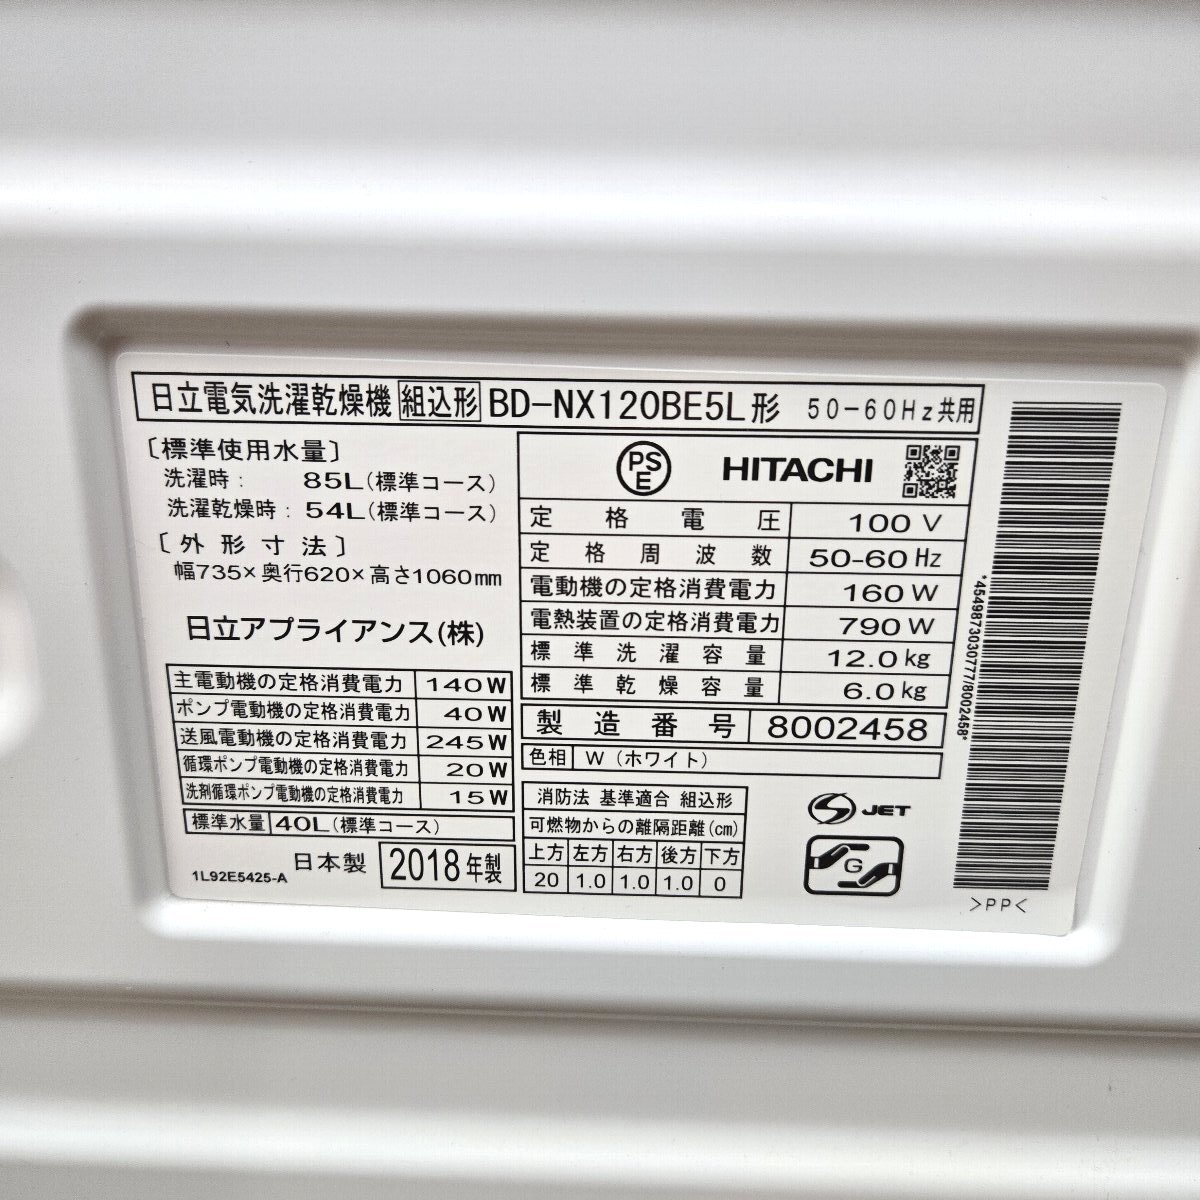 日立電気洗濯乾燥機 組込形 BD-NX120BE5L形 50-60Hz共用
〔標準使用水量〕
洗濯時: 85L(標準コース)
洗濯乾燥時: 54L(標準コース)
〔外形寸法〕
幅735×奥行620×高さ1060mm
日立アプライアンス(株)
主電動機の定格消費電力 140W
ポンプ電動機の定格消費電力 40W
送風電動機の定格消費電力 245W
循環ポンプ電動機の定格消費電力 20W
洗剤循環ポンプ電動機の定格消費電力 15W
標準水量 40L(標準コース)
1L92E5425-A 日本製 2018年製
PSE HITACHI
定格電圧 100V
定格周波数 50-60Hz
電動機の定格消費電力 160W
電熱装置の定格消費電力 790W
標準洗濯容量 12.0kg
標準乾燥容量 6.0kg
製造番号 8002458
色相 W(ホワイト)
消防法 基準適合 組込形
可燃物からの離隔距離(cm)
上方 左方 右方 後方 下方
20 1.0 1.0 1.0 0
S JET
G
*4549873030777/8002458*
>PP<